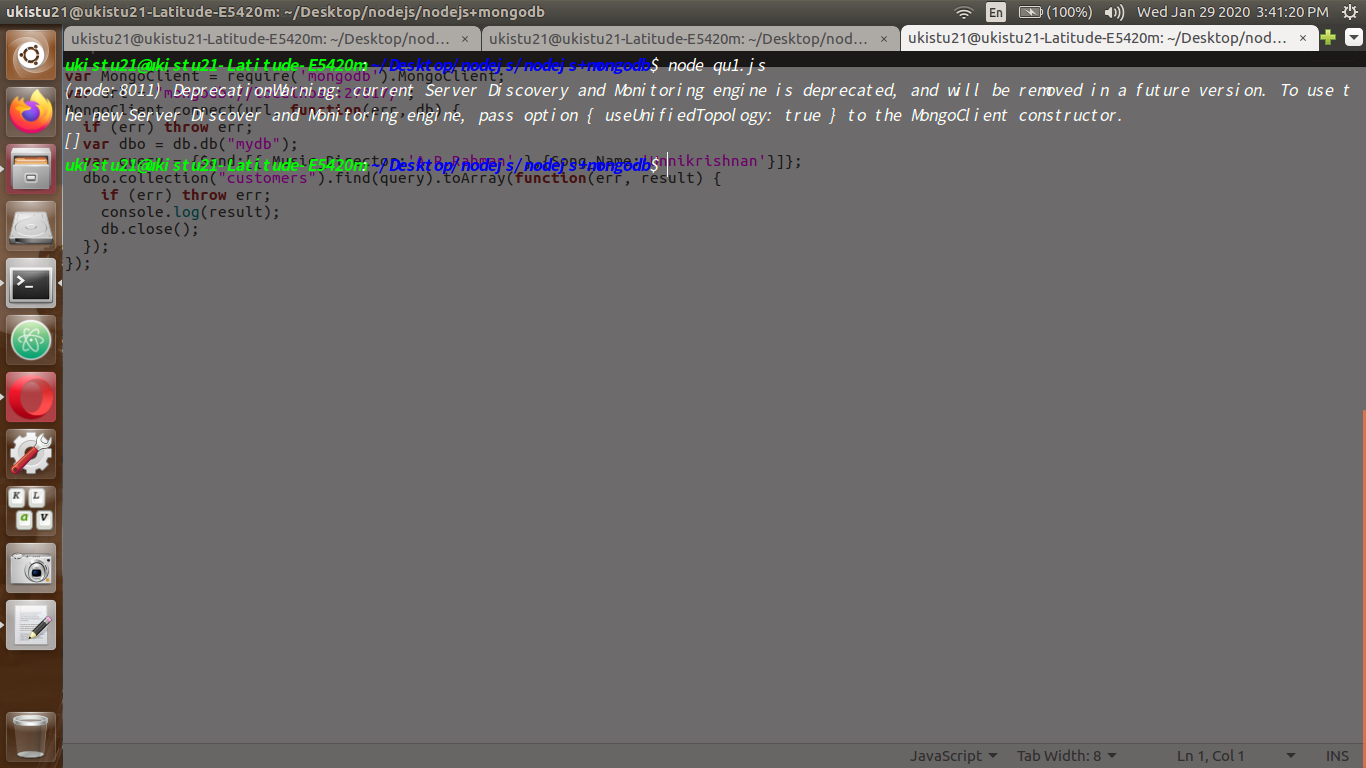 ukistu21@ukistu21-Latitude-E5420m: ~/Desktop/nodejs/nodejs+mongodb
En
(100%)
Wed Jan 29 2020 3:41:20 PM
ukistu21@ukistu21-Latitude-E5420m: ~/Desktop/nod... ×
ukistu21@ukistu21-Latitude-E5420m: ~/Desktop/nod... ×
ukistu21@ukistu21-Latitude-E5420m: ~/Desktop/nod... ×
ukistu21@ukistu21-Latitude-E5420m:~/Desktop/nodejs/nodejs+mongodb$ node qu1.js
var MongoClient = require('mongodb').MongoClient;
(node:8011) DeprecationWarning: current Server Discovery and Monitoring engine is deprecated, and will be removed in a future version. To use t
he new Server Discover and Monitoring engine, pass option { useUnifiedTopology: true } to the MongoClient constructor.
MongoClient.connect(url, function(err, db) {
if (err) throw err;
[]
var dbo = db.db("mydb");
ukistu21@ukistu21-Latitude-E5420m:~/Desktop/nodejs/nodejs+mongodb$
dbo.collection("customers").find(query).toArray(function(err, result) {
if (err) throw err;
console.log(result);
db.close();
});
});
K L
a v
JavaScript
Tab Width: 8
Ln 1, Col 1
INS